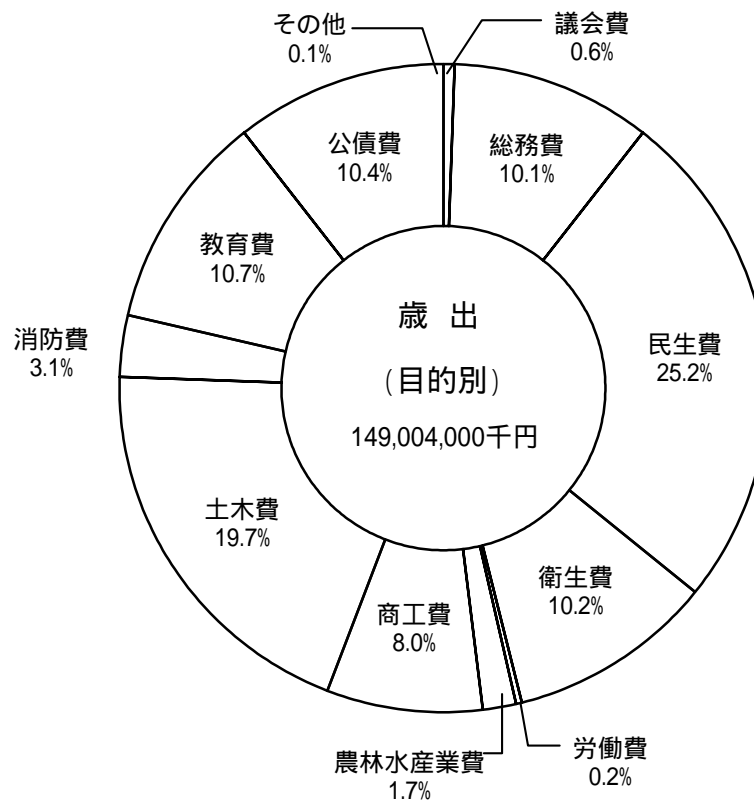 その他
0.1%
議会費
0.6%
総務費
10.1%
民生費
25.2%
衛生費
10.2%
労働費
0.2%
農林水産業費
1.7%
商工費
8.0%
土木費
19.7%
消防費
3.1%
教育費
10.7%
公債費
10.4%
歳 出
(目的別)
149,004,000千円